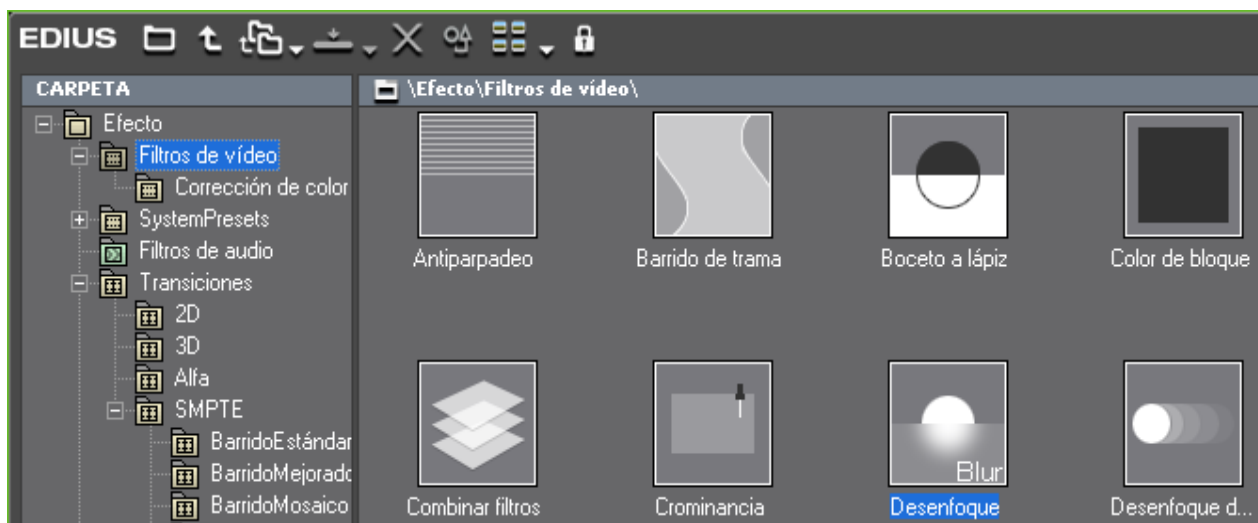 EDIUS
CARPETA
\Efecto\Filtros de vídeo\
Efecto
Filtros de vídeo
Corrección de color
SystemPresets
Filtros de audio
Transiciones
2D
3D
Alfa
SMPTE
BarridoEstándar
BarridoMejorado
BarridoMosaico
Antiparpadeo
Barrido de trama
Boceto a lápiz
Color de bloque
Combinar filtros
Crominancia
Blur
Desenfoque
Desenfoque d...